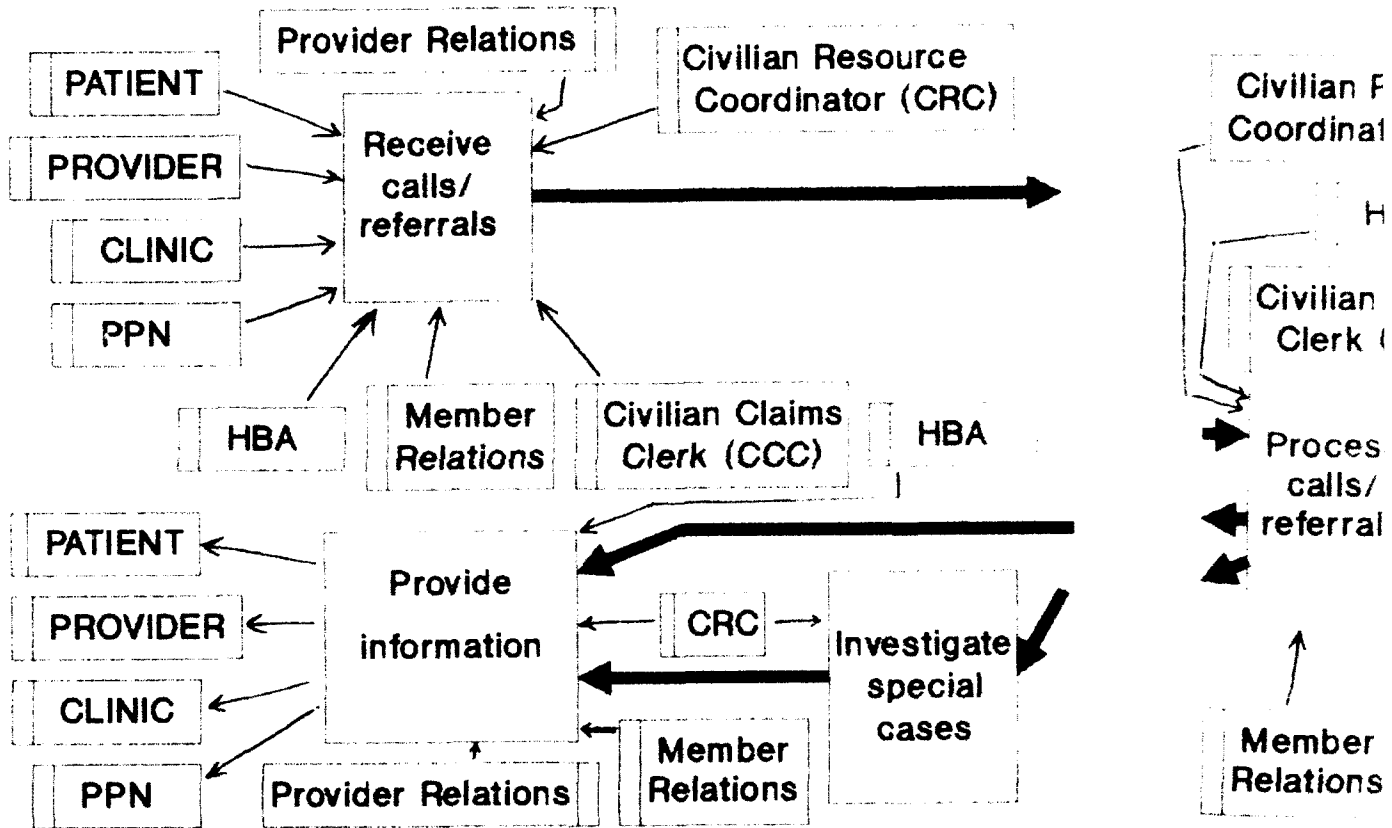 Provider Relations
PATIENT
Civilian Resource
Coordinator (CRC)
Receive
calls/
referrals
PROVIDER
CLINIC
PPN
HBA
Member
Relations
Civilian Claims
Clerk (CCC)
HBA
PATIENT
PROVIDER
CLINIC
PPN
Provide
information
CRC
Investigate
special
cases
Provider Relations
Member
Relations
Civilian
Civilian
Clerk
calls/
Member
Relations